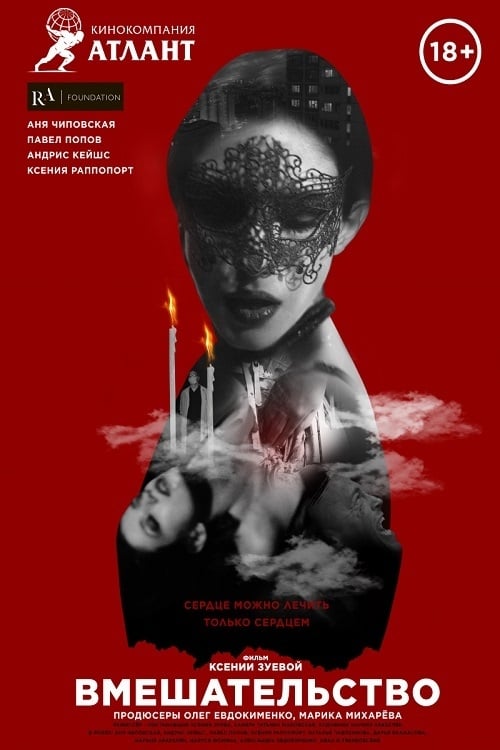 КИНОКОМПАНИЯ
АТЛАНТ
18+
RA | FOUNDATION
АНЯ ЧИПОВСКАЯ
ПАВЕЛ ПОПОВ
АНДРИС КЕЙШС
КСЕНИЯ РАППОПОРТ
СЕРДЦЕ МОЖНО ЛЕЧИТЬ
ТОЛЬКО СЕРДЦЕМ
ФИЛЬМ
КСЕНИИ ЗУЕВОЙ
ВМЕШАТЕЛЬСТВО
ПРОДЮСЕРЫ ОЛЕГ ЕВДОКИМЕНКО, МАРИКА МИХАРЁВА